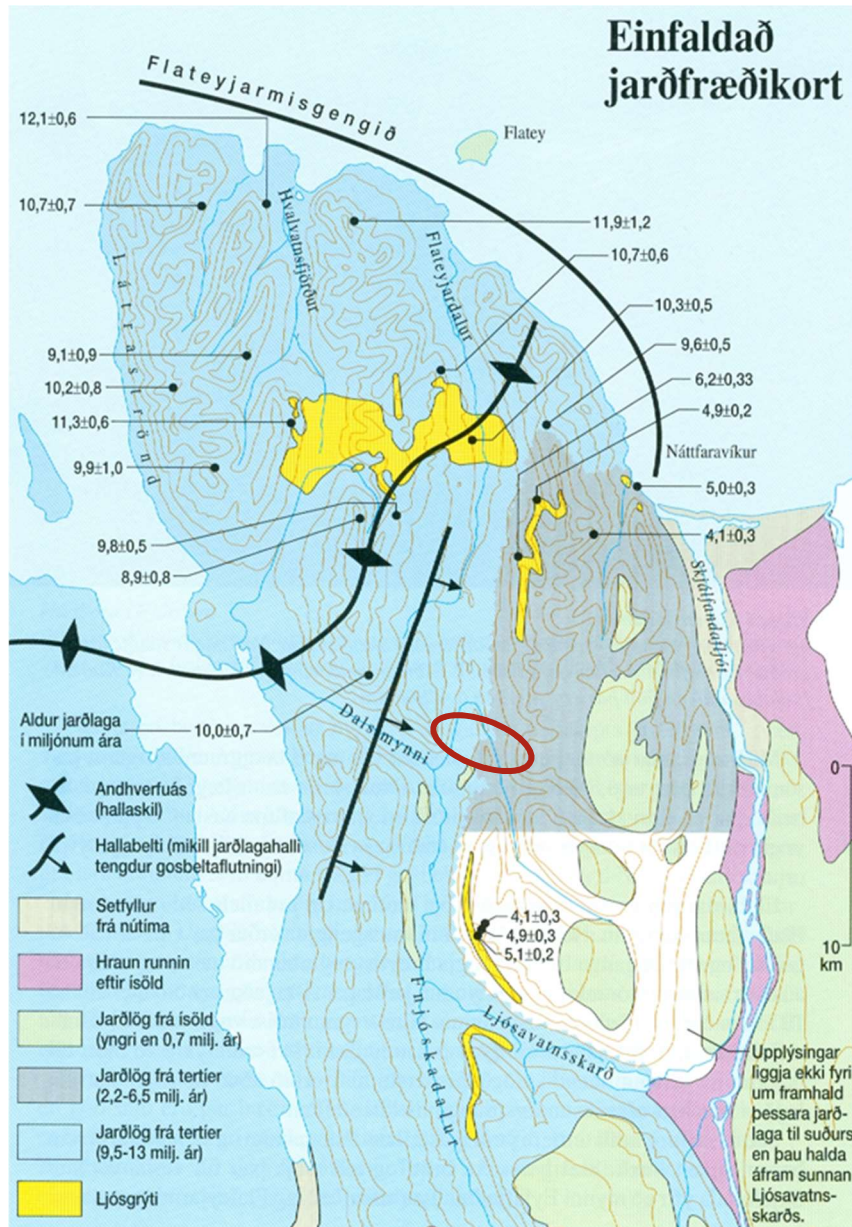 Einfaldað
jarðfræðikort
Flateyjarmisgengið
Flatey
12,1±0,6
10,7±0,7
Hvalvatnsfjörður
Flateyjardalur
11,9±1,2
10,7±0,6
10,3±0,5
Látraströnd
9,1±0,9
9,6±0,5
10,2±0,8
6,2±0,33
11,3±0,6
4,9±0,2
9,9±1,0
Náttfaravíkur
5,0±0,3
9,8±0,5
4,1±0,3
8,9±0,8
Skjálfandafljót
10,0±0,7
Dalsmynni
Aldur jarðlaga
í miljónum ára
0
10
km
Andhverfuás
(hallaskil)
Hallabelti (mikill jarðlagahalli
tengdur gosbeltaflutningi)
Setfyllur
frá nútíma
Hraun runnin
eftir ísöld
Jarðlög frá ísöld
(yngri en 0,7 milj. ár)
Jarðlög frá tertíer
(2,2-6,5 milj. ár)
Jarðlög frá tertíer
(9,5-13 milj. ár)
Ljósgrýti
4,1±0,3
4,9±0,3
5,1±0,2
Fnjóskadalur
Ljósavatnsskarð
Upplýsingar
liggja ekki fyri
um framhald
þessara jarð-
laga til suðurs
en þau halda
áfram sunnan
Ljósavatns-
skarðs.